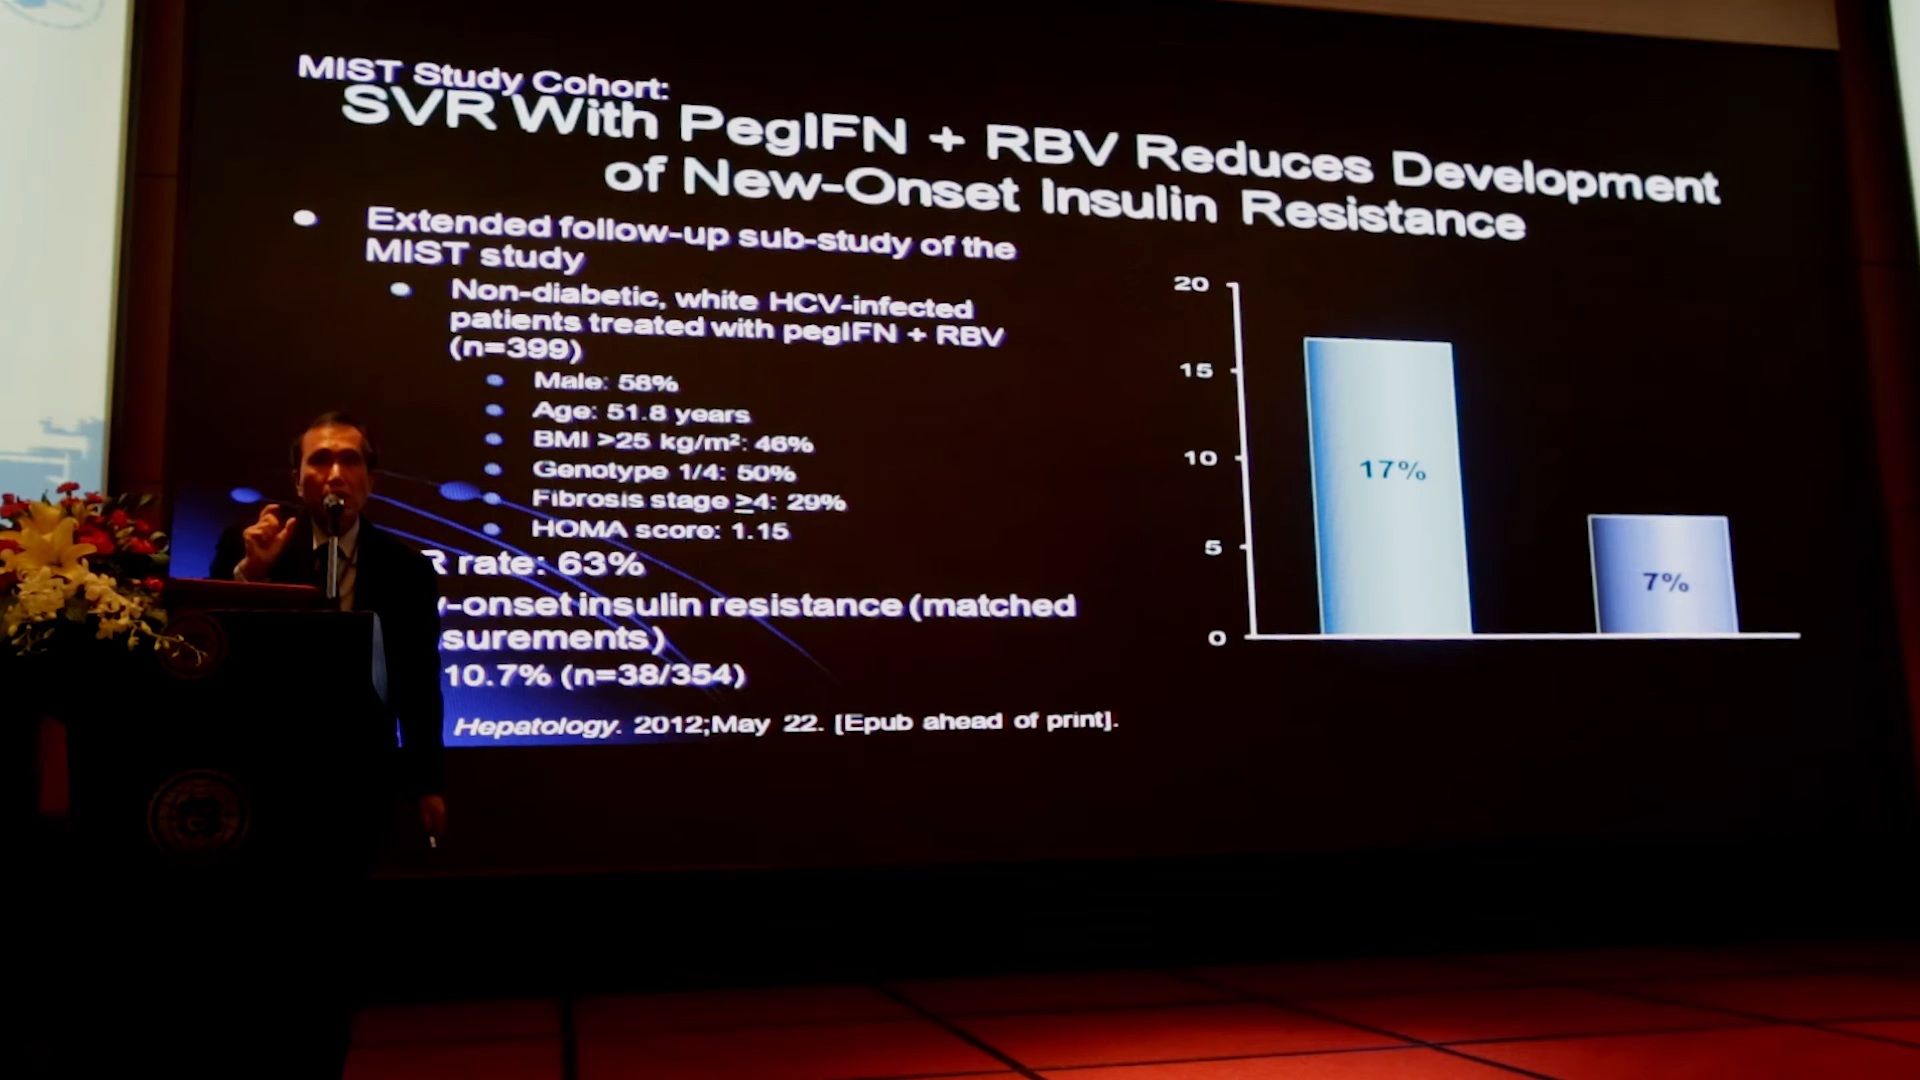 MIST Study Cohort:
SVR With PegIFN + RBV Reduces Development
of New-Onset Insulin Resistance
Extended follow-up sub-study of the
MIST study
Non-diabetic, white HCV-infected
patients treated with pegIFN + RBV
(n=399)
Male: 58%
Age: 51.8 years
BMI >25 kg/m²: 46%
Genotype 1/4: 50%
Fibrosis stage ≥4: 29%
HOMA score: 1.15
R rate: 63%
-onset insulin resistance (matched
surements)
10.7% (n=38/354)
Hepatology. 2012;May 22. [Epub ahead of print].
20
15
10
5
0
17%
7%